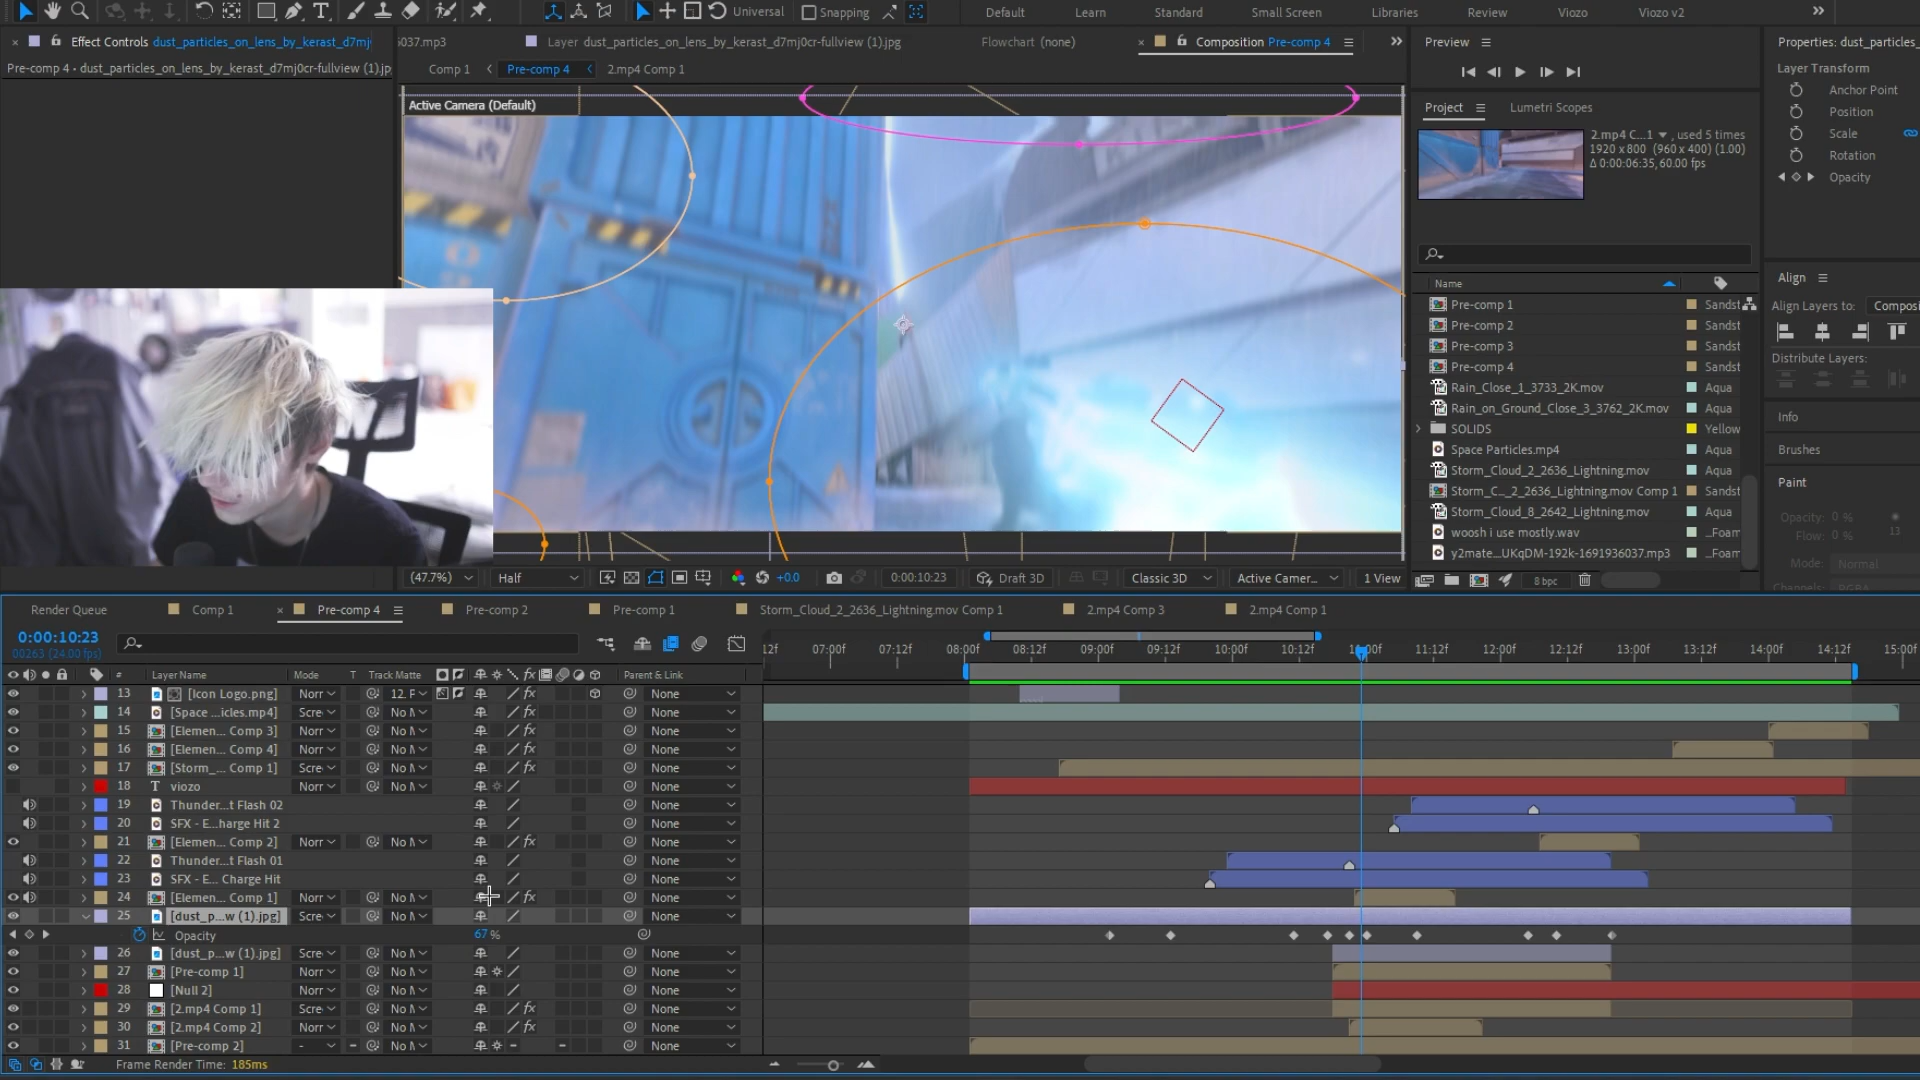 Universal
Snapping
Default
Learn
Standard
Small Screen
Libraries
Review
Viozo
Viozo v2
Effect Controls dust_particles_on_lens_by_kerast_d7mj
Pre-comp 4 • dust_particles_on_lens_by_kerast_d7mj0cr-fullview (1).jp
5037.mp3
Layer dust_particles_on_lens_by_kerast_d7mj0cr-fullview (1).jpg
Flowchart (none)
Composition Pre-comp 4
Comp 1
Pre-comp 4
2.mp4 Comp 1
Active Camera (Default)
(47.7%)
Half
+0.0
0:00:10:23
Draft 3D
Classic 3D
Active Camer...
1 View
Preview
Project
Lumetri Scopes
2.mp4 C...1 , used 5 times
1920 x 800 (960 x 400) (1.00)
Δ 0:00:06:35, 60.00 fps
Name
Pre-comp 1 Sandst
Pre-comp 2 Sandst
Pre-comp 3 Sandst
Pre-comp 4 Sandst
Rain_Close_1_3733_2K.mov Aqua
Rain_on_Ground_Close_3_3762_2K.mov Aqua
SOLIDS Yellow
Space Particles.mp4 Aqua
Storm_Cloud_2_2636_Lightning.mov Aqua
Storm_C..._2_2636_Lightning.mov Comp 1 Sandst
Storm_Cloud_8_2642_Lightning.mov Aqua
woosh i use mostly.wav ...Foam
y2mate...UKqDM-192k-1691936037.mp3 ...Foam
8 bpc
Properties: dust_particles_
Layer Transform
Anchor Point
Position
Scale
Rotation
Opacity
Align
Align Layers to: Composi
Distribute Layers:
Info
Brushes
Paint
Opacity: 0 %
Flow: 0 %
13
Mode: Normal
Channels: RGBA
Render Queue
Comp 1
Pre-comp 4
Pre-comp 2
Pre-comp 1
Storm_Cloud_2_2636_Lightning.mov Comp 1
2.mp4 Comp 3
2.mp4 Comp 1
0:00:10:23
00263 (24.00 fps)
12f 07:00f 07:12f 08:00f 08:12f 09:00f 09:12f 10:00f 10:12f 11:00f 11:12f 12:00f 12:12f 13:00f 13:12f 14:00f 14:12f 15:00f
# Layer Name Mode T Track Matte fx Parent & Link
13 [Icon Logo.png] Norr 12. F fx None
14 [Space ...icles.mp4] Scre No M fx None
15 [Elemen... Comp 3] Norr No M fx None
16 [Elemen... Comp 4] Norr No M fx None
17 [Storm_... Comp 1] Scre No M fx None
18 T viozo Norr No M None
19 Thunder...t Flash 02 None
20 SFX - E...harge Hit 2 None
21 [Elemen... Comp 2] Norr No M fx None
22 Thunder...t Flash 01 None
23 SFX - E... Charge Hit None
24 [Elemen... Comp 1] Norr No M fx None
25 [dust_p...w (1).jpg] Scre No M None
Opacity 67 %
26 [dust_p...w (1).jpg] Scre No M None
27 [Pre-comp 1] Norr No M None
28 [Null 2] Norr No M None
29 [2.mp4 Comp 1] Scre No M fx None
30 [2.mp4 Comp 2] Norr No M fx None
31 [Pre-comp 2] - No M None
Frame Render Time: 185ms